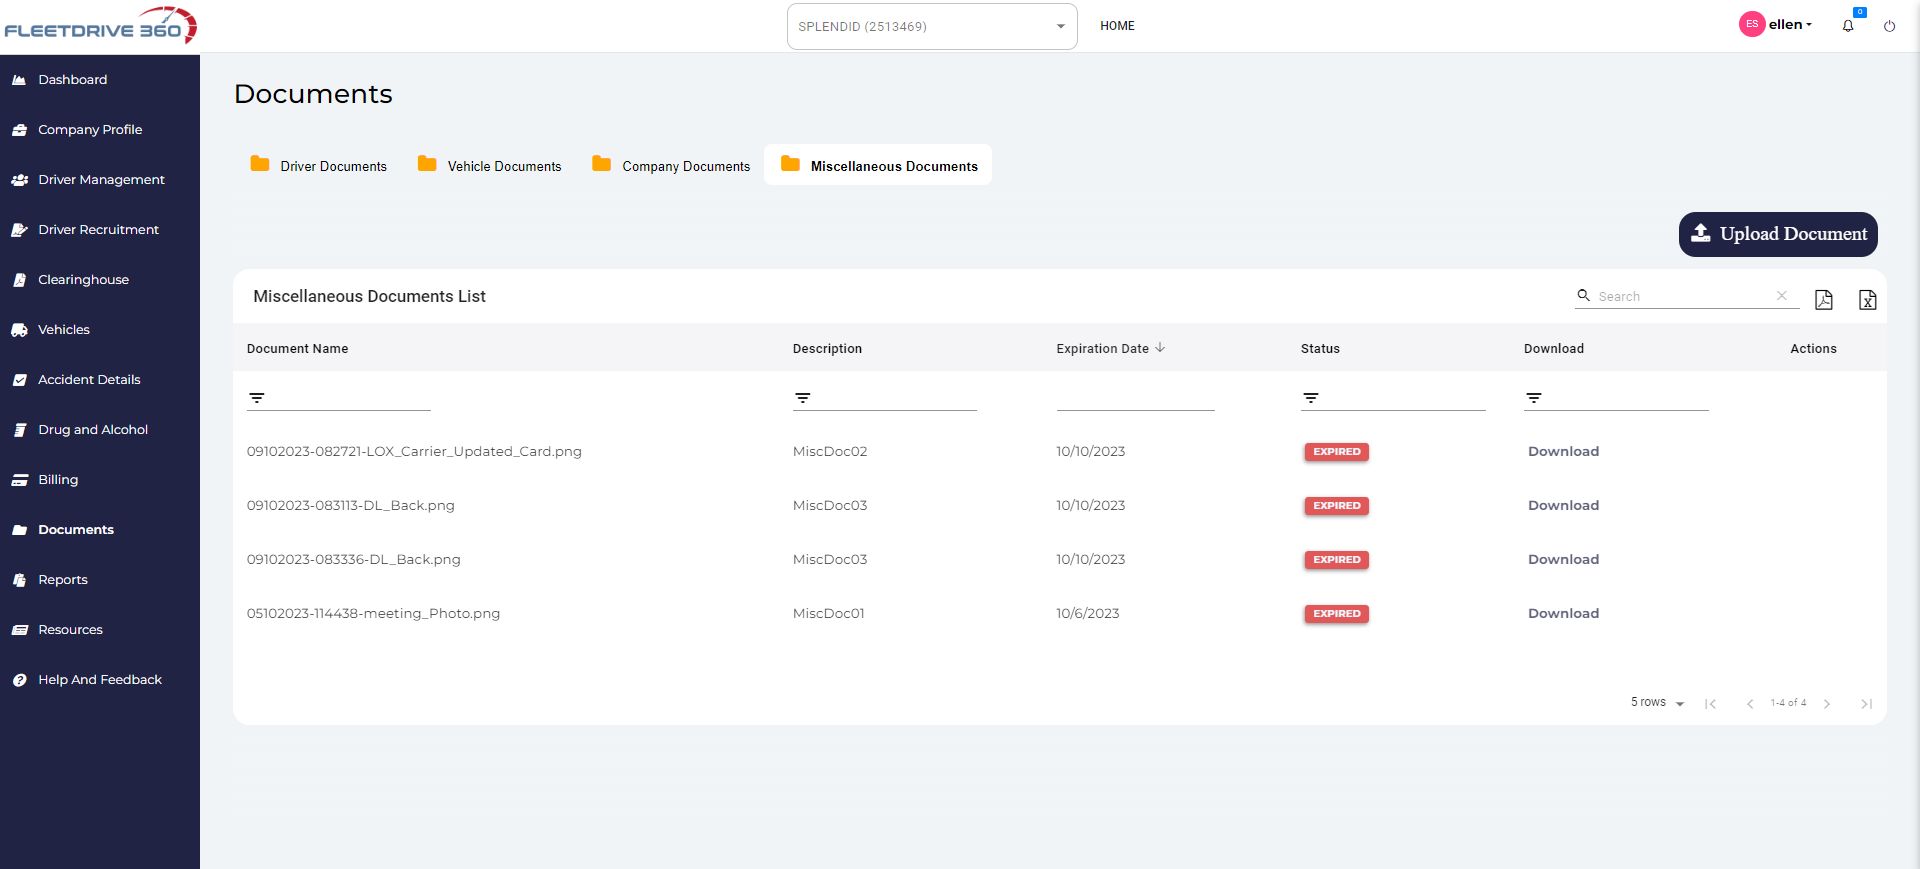 FLEETDRIVE 360
SPLENDID (2513469)
HOME
ES
ellen
0
Dashboard
Company Profile
Driver Management
Driver Recruitment
Clearinghouse
Vehicles
Accident Details
Drug and Alcohol
Billing
Documents
Reports
Resources
Help And Feedback
Documents
Driver Documents
Vehicle Documents
Company Documents
Miscellaneous Documents
Upload Document
Miscellaneous Documents List
Search
Document Name Description Expiration Date Status Download Actions
09102023-082721-LOX_Carrier_Updated_Card.png MiscDoc02 10/10/2023 EXPIRED Download
09102023-083113-DL_Back.png MiscDoc03 10/10/2023 EXPIRED Download
09102023-083336-DL_Back.png MiscDoc03 10/10/2023 EXPIRED Download
05102023-114438-meeting_Photo.png MiscDoc01 10/6/2023 EXPIRED Download
5 rows 1-4 of 4